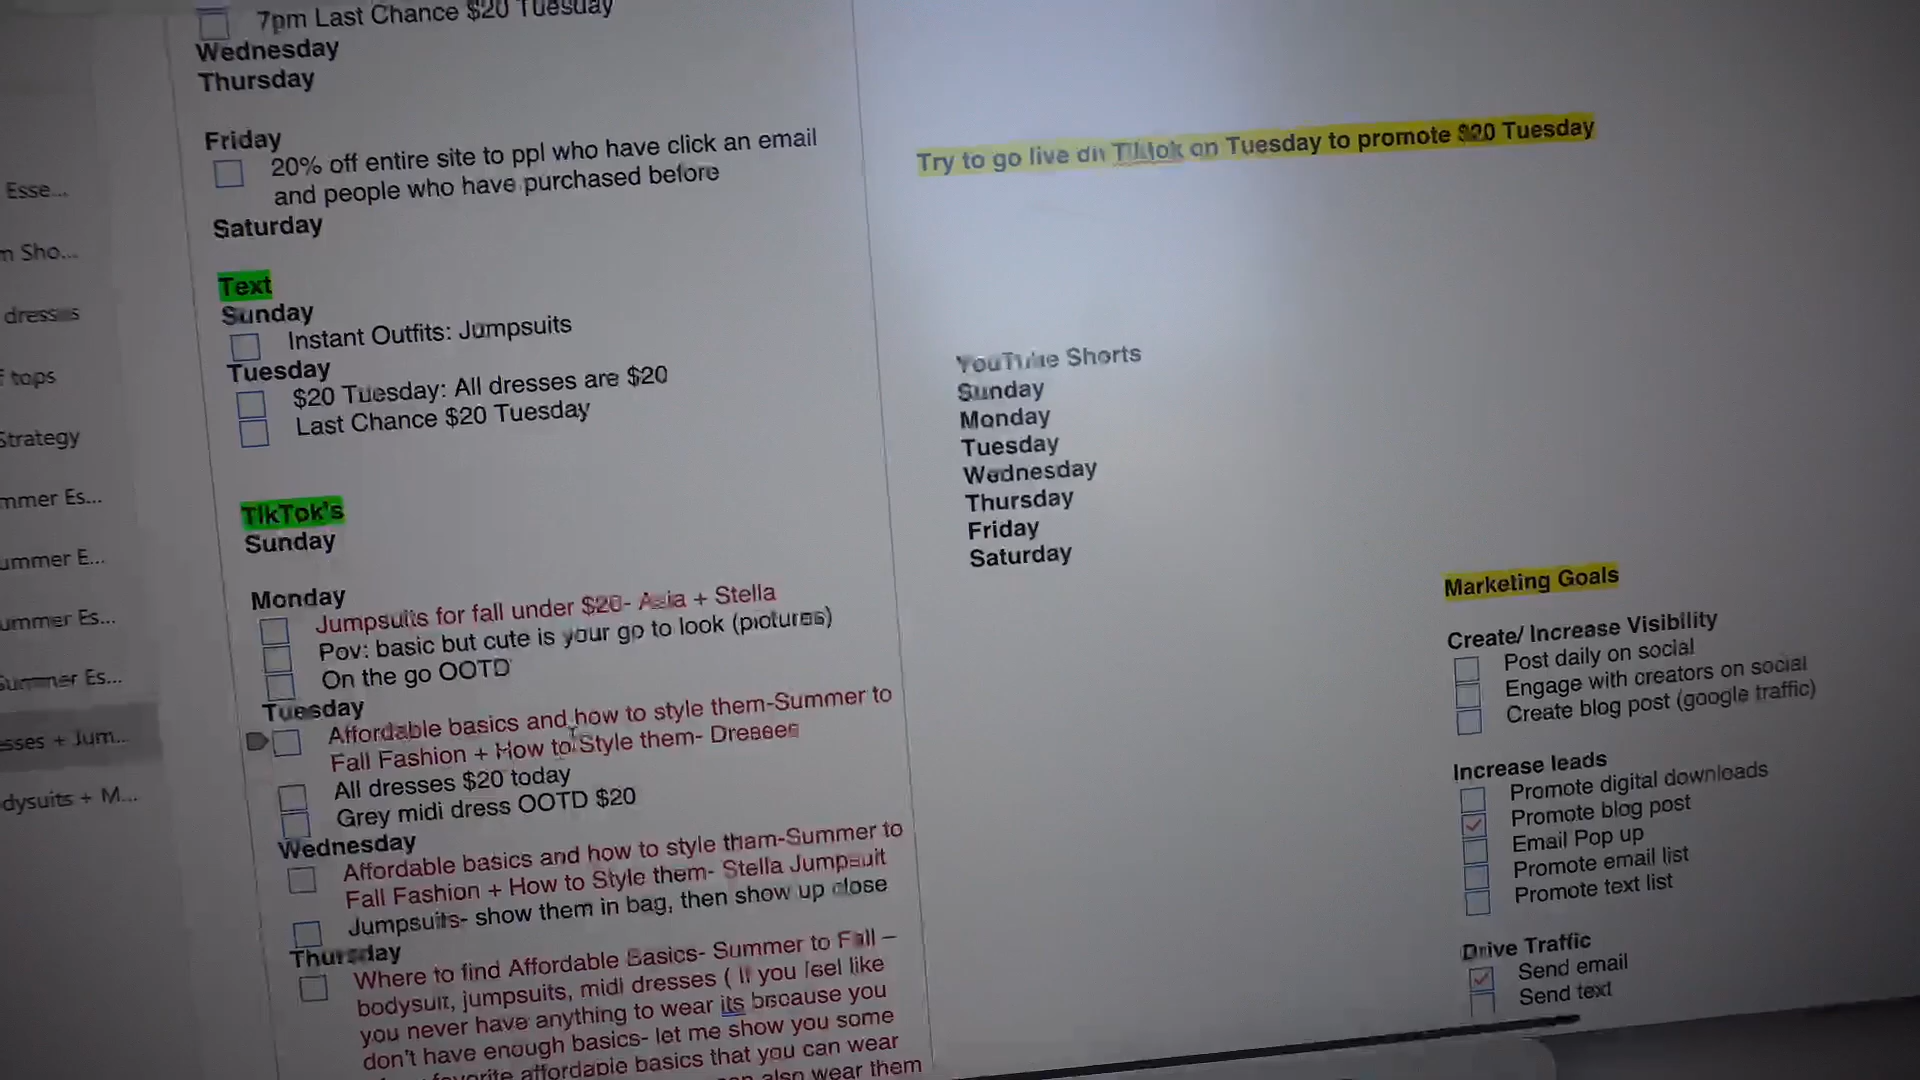 7pm Last Chance $20 Tuesday
Wednesday
Thursday
Friday
20% off entire site to ppl who have click an email
and people who have purchased before
Saturday
Text
Sunday
Instant Outfits: Jumpsuits
Tuesday
$20 Tuesday: All dresses are $20
Last Chance $20 Tuesday
TikTok's
Sunday
Monday
Jumpsuits for fall under $20- Asia + Stella
Pov: basic but cute is your go to look (pictures)
On the go OOTD
Tuesday
Affordable basics and how to style them-Summer to
Fall Fashion + How to Style them- Dresses
All dresses $20 today
Grey midi dress OOTD $20
Wednesday
Affordable basics and how to style tham-Summer to
Fall Fashion + How to Style them- Stella Jumpsuit
Jumpsuits- show them in bag, then show up close
Thursday
Where to find Affordable Basics- Summer to Fall –
bodysuit, jumpsuits, midi dresses ( If you feel like
you never have anything to wear its because you
don't have enough basics- let me show you some
favorite affordable basics that you can wear
also wear them
Try to go live on Tiktok on Tuesday to promote $20 Tuesday
YouTube Shorts
Sunday
Monday
Tuesday
Wednesday
Thursday
Friday
Saturday
Marketing Goals
Create/ Increase Visibility
Post daily on social
Engage with creators on social
Create blog post (google traffic)
Increase leads
Promote digital downloads
Promote blog post
Email Pop up
Promote email list
Promote text list
Drive Traffic
Send email
Send text
Esse...
m Sho...
dresses
tops
Strategy
mmer Es...
ummer E...
ummer Es...
Summer Es...
sses + Jum...
dysuits + M...